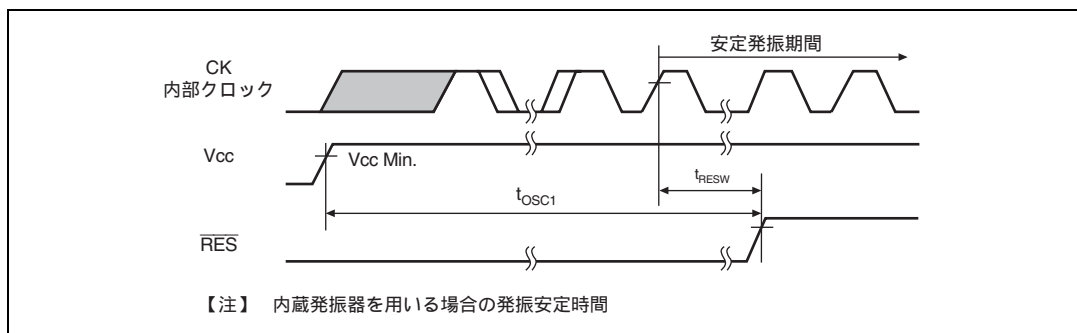 安定発振期間
CK
内部クロック
Vcc
Vcc Min.
tRESW
tOSC1
RES
【注】 内蔵発振器を用いる場合の発振安定時間